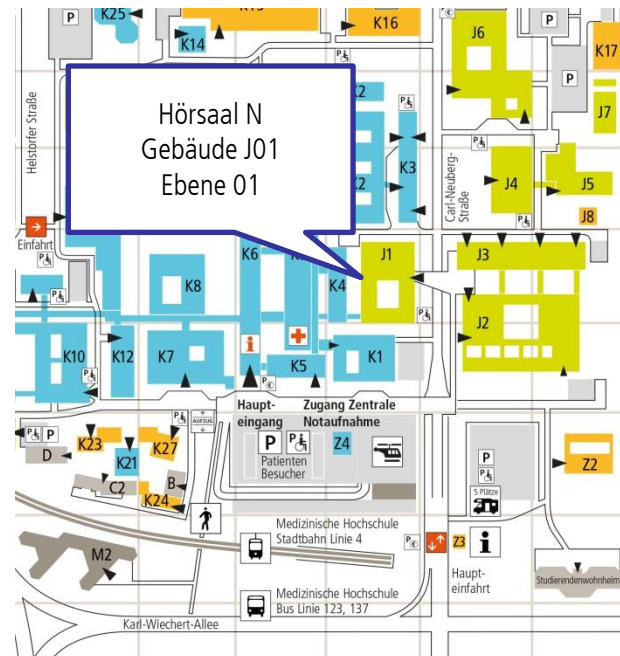 K25
P
K15
K16
J6
K14
P
K17
K2
P
Helstorfer Straße
Hörsaal N
Gebäude J01
Ebene 01
P
K3
J7
K2
Carl-Neuberg-
Straße
J4
J5
P
J8
Einfahrt
P
K6
J1
J3
K4
K8
P
J2
K10
K12
K7
i
K5
K1
P
P€
Haupt-
eingang
Zugang Zentrale
Notaufnahme
AUFZUG
P
P
P
K23
K27
D
K21
P
P
Z4
Patienten
Besucher
P
P
Z2
C2
B
K24
5 Plätze
M2
Medizinische Hochschule
Stadtbahn Linie 4
P€
Z3
i
Haupt-
einfahrt
Studierendenwohnheim
Medizinische Hochschule
Bus Linie 123, 137
Karl-Wiechert-Allee